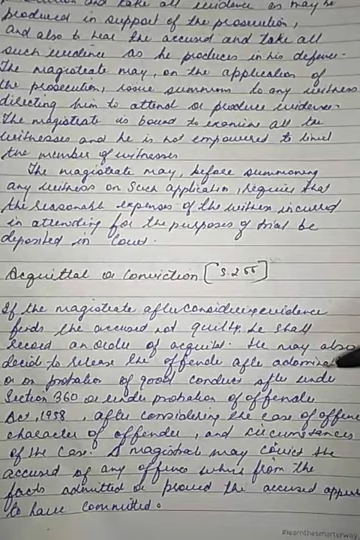 and take all evidence as may be
produced in support of the prosecution,
and also to hear the accused and take all
such evidence as he produces in his defence.
The magistrate may, on the application of
the prosecution, issue summons to any witness
directing him to attend or produce evidence.
The magistrate is bound to examine all the
witnesses and he is not empowered to limit
the member of witnesses
The magistrate may, before summoning
any witness on such application, requires that
the reasonable expenses of the witness incurred
in attending for the purposes of trial be
deposited in Court.
Acquittal or Conviction [S.255]
If the magistrate after considering evidence
finds the accused not guilty, he shall
record an order of acquittal. He may also
decide to release the offender after
or on probation of good conduct after under
Section 360 or under probation of offender
Act, 1958, after considering the case of
character of offender, and circumstances
of the case. A magistrate may convict the
accused of any offence which from the
facts admitted or proved the accused
to have committed.
#learnthesmarterway